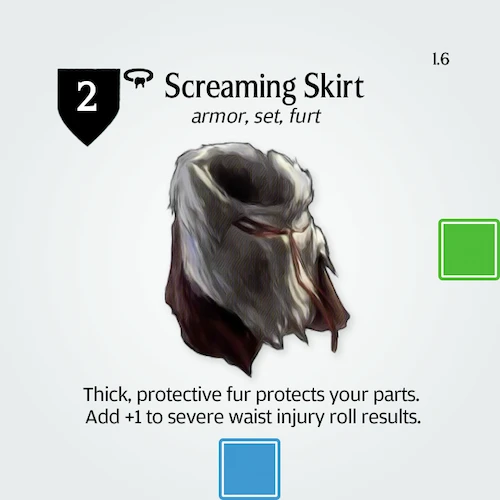 1.6
2
Screaming Skirt
armor, set, furt
Thick, protective fur protects your parts.
Add +1 to severe waist injury roll results.